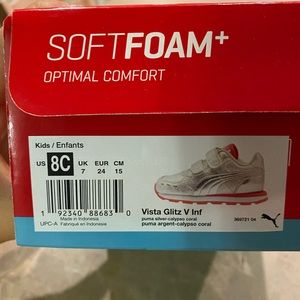 SOFTFOAM+
OPTIMAL COMFORT
Kids / Enfants
US 8C UK 7 EUR 24 CM 15
1 92340 88683 0
UPC-A
Made in Indonesia
Fabriqué en Indonésie
Vista Glitz V Inf
puma silver-calypso coral
puma argent-calypso coral
369721 04
PUMA